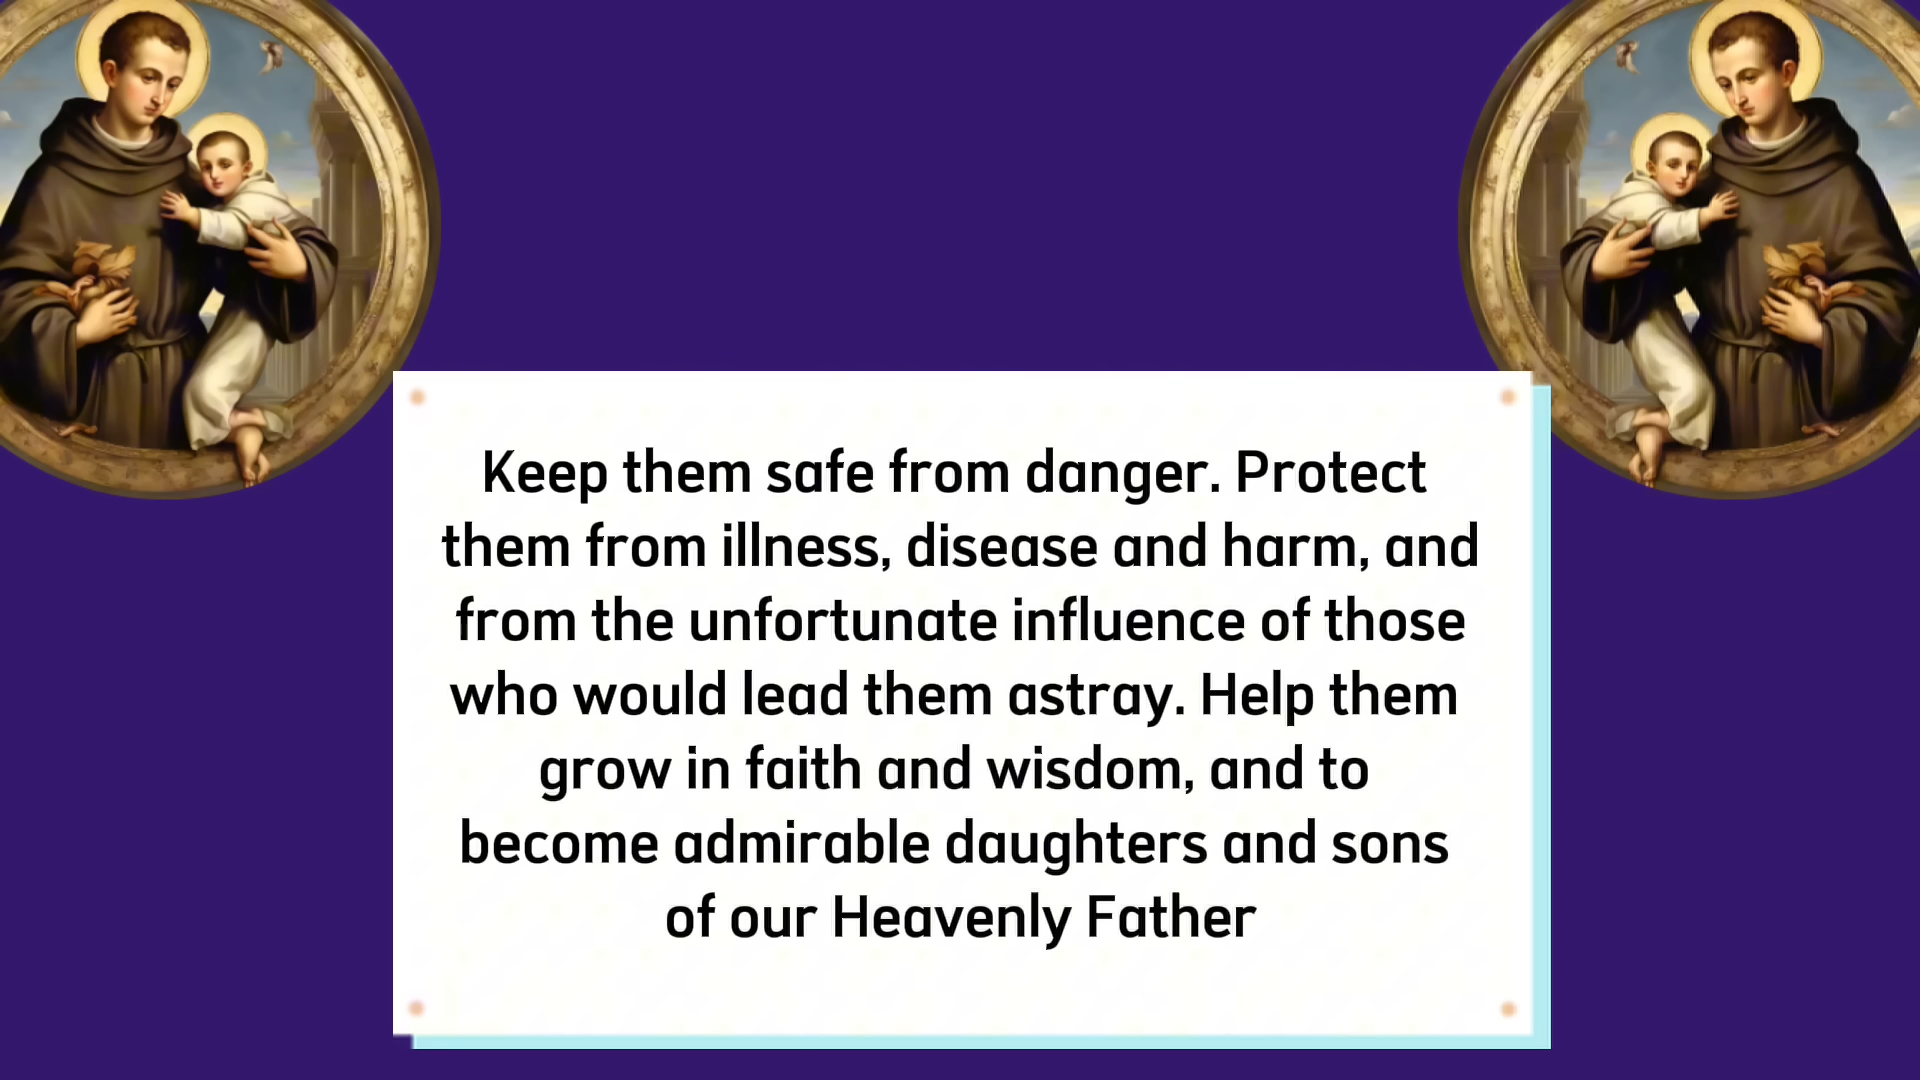 Keep them safe from danger. Protect
them from illness, disease and harm, and
from the unfortunate influence of those
who would lead them astray. Help them
grow in faith and wisdom, and to
become admirable daughters and sons
of our Heavenly Father